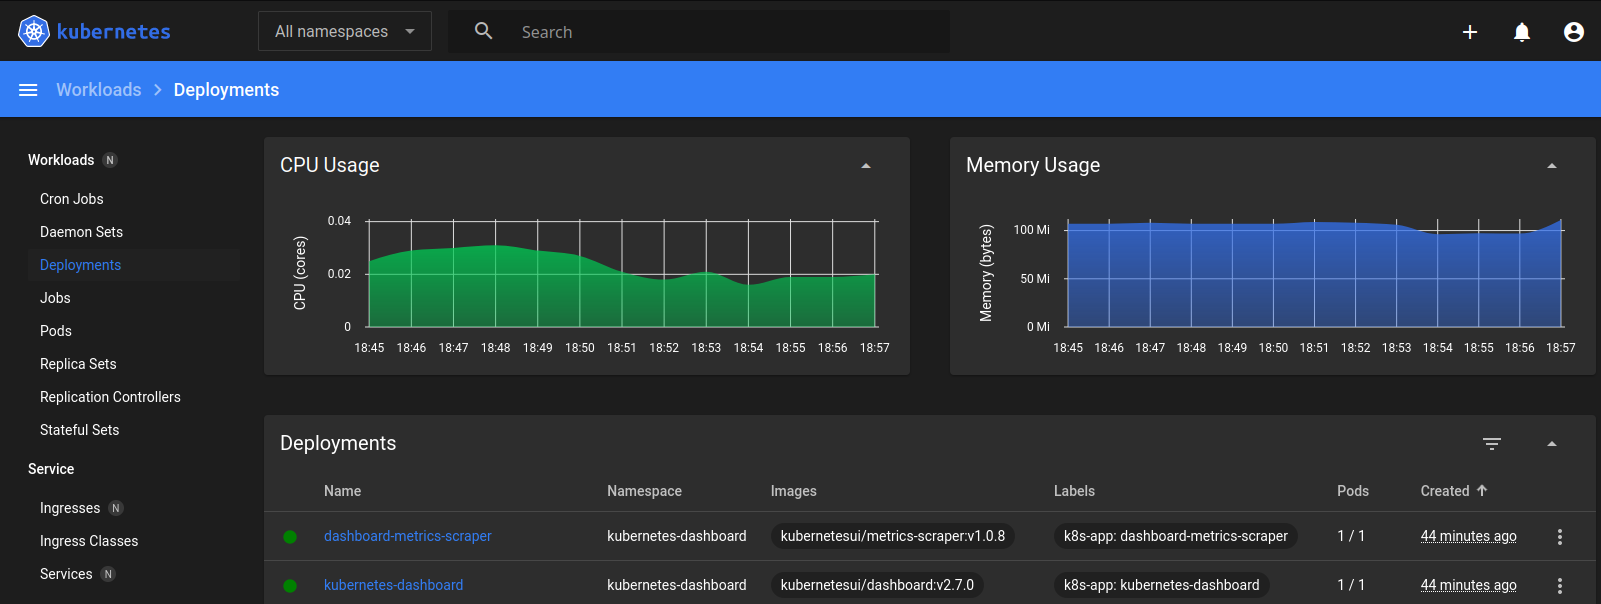 kubernetes All namespaces Search
Workloads Deployments
Workloads N
Cron Jobs
Daemon Sets
Deployments
Jobs
Pods
Replica Sets
Replication Controllers
Stateful Sets
Service
Ingresses N
Ingress Classes
Services N
CPU Usage
CPU (cores)
0.04
0.02
0
18:45 18:46 18:47 18:48 18:49 18:50 18:51 18:52 18:53 18:54 18:55 18:56 18:57
Memory Usage
Memory (bytes)
100 Mi
50 Mi
0 Mi
18:45 18:46 18:47 18:48 18:49 18:50 18:51 18:52 18:53 18:54 18:55 18:56 18:57
Deployments
Name Namespace Images Labels Pods Created
dashboard-metrics-scraper kubernetes-dashboard kubernetesui/metrics-scraper:v1.0.8 k8s-app: dashboard-metrics-scraper 1 / 1 44 minutes ago
kubernetes-dashboard kubernetes-dashboard kubernetesui/dashboard:v2.7.0 k8s-app: kubernetes-dashboard 1 / 1 44 minutes ago